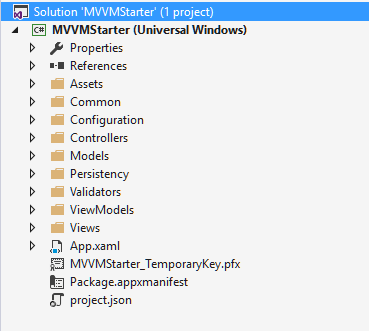 Solution 'MVVMStarter' (1 project)
C# MVVMStarter (Universal Windows)
Properties
References
Assets
Common
Configuration
Controllers
Models
Persistency
Validators
ViewModels
Views
App.xaml
MVVMStarter_TemporaryKey.pfx
Package.appxmanifest
project.json